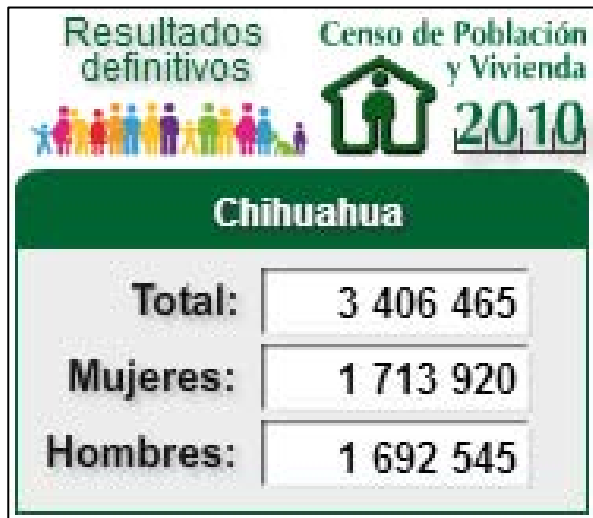 Resultados
definitivos
Censo de Población
y Vivienda
2010
Chihuahua
Total: 3 406 465
Mujeres: 1 713 920
Hombres: 1 692 545